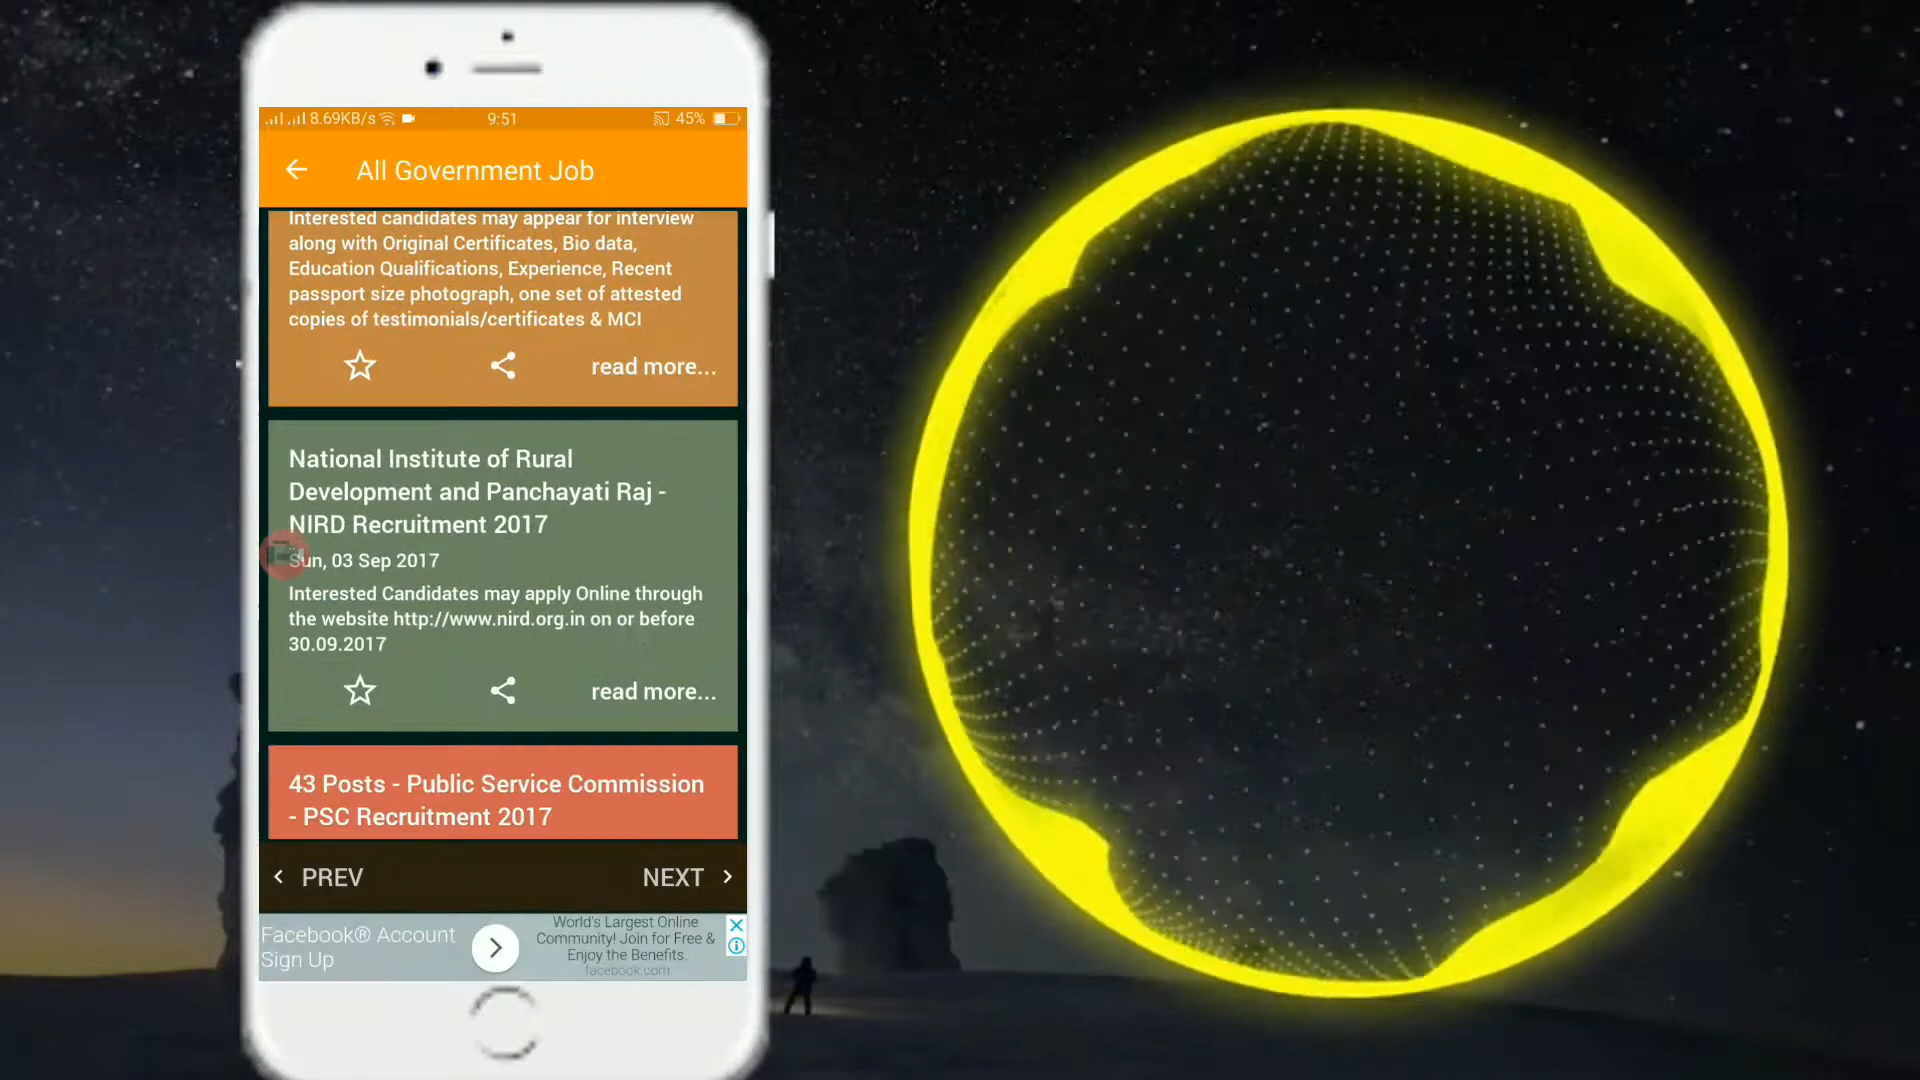 8.69KB/s
9:51
45%
All Government Job
Interested candidates may appear for interview
along with Original Certificates, Bio data,
Education Qualifications, Experience, Recent
passport size photograph, one set of attested
copies of testimonials/certificates & MCI
read more...
National Institute of Rural
Development and Panchayati Raj -
NIRD Recruitment 2017
Sun, 03 Sep 2017
Interested Candidates may apply Online through
the website http://www.nird.org.in on or before
30.09.2017
read more...
43 Posts - Public Service Commission
- PSC Recruitment 2017
PREV
NEXT
Facebook® Account
Sign Up
World's Largest Online
Community! Join for Free &
Enjoy the Benefits.
facebook.com